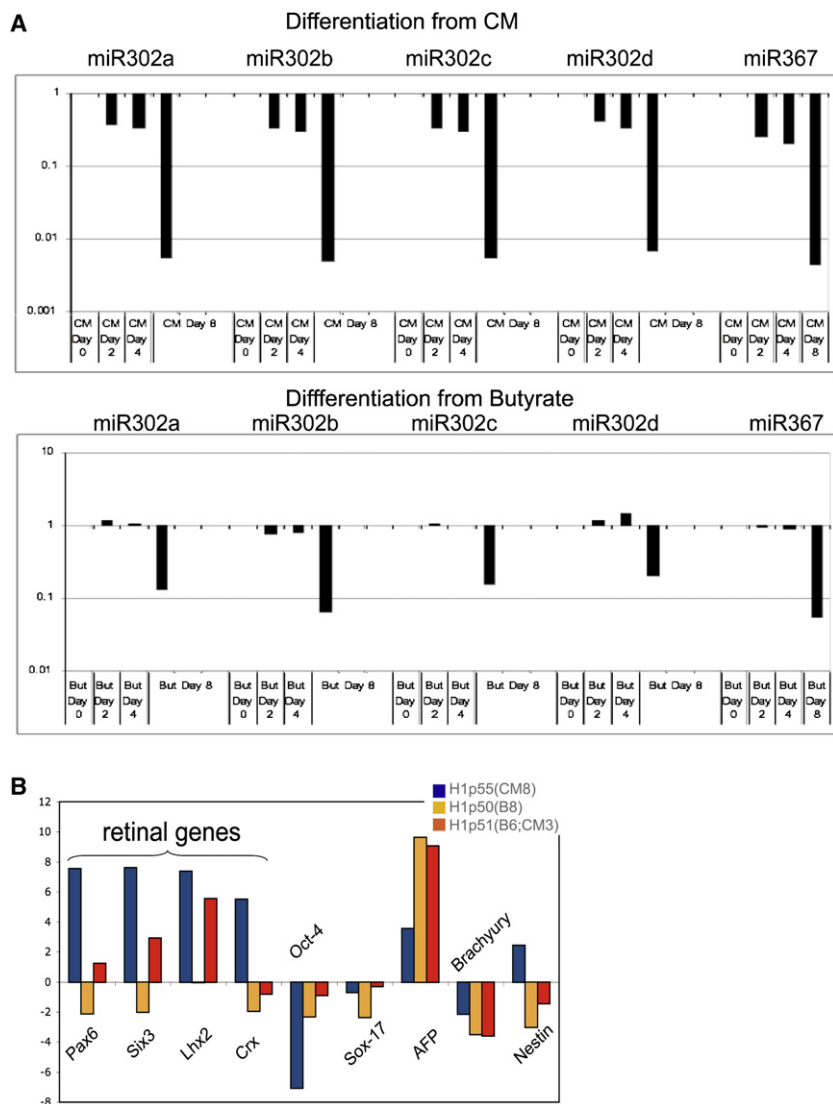 A
Differentiation from CM
miR302a miR302b miR302c miR302d miR367
1
0.1
0.01
0.001
CM Day 0 CM Day 2 CM Day 4 CM Day 8 CM Day 0 CM Day 2 CM Day 4 CM Day 8 CM Day 0 CM Day 2 CM Day 4 CM Day 8 CM Day 0 CM Day 2 CM Day 4 CM Day 8 CM Day 0 CM Day 2 CM Day 4 CM Day 8
Diffferentiation from Butyrate
miR302a miR302b miR302c miR302d miR367
10
1
0.1
0.01
But Day 0 But Day 2 But Day 4 But Day 8 But Day 0 But Day 2 But Day 4 But Day 8 But Day 0 But Day 2 But Day 4 But Day 8 But Day 0 But Day 2 But Day 4 But Day 8 But Day 0 But Day 2 But Day 4 But Day 8
B
H1p55(CM8)
H1p50(B8)
H1p51(B6;CM3)
retinal genes
12
10
8
6
4
2
0
-2
-4
-6
-8
Pax6 Six3 Lhx2 Crx Oct-4 Sox-17 AFP Brachyury Nestin